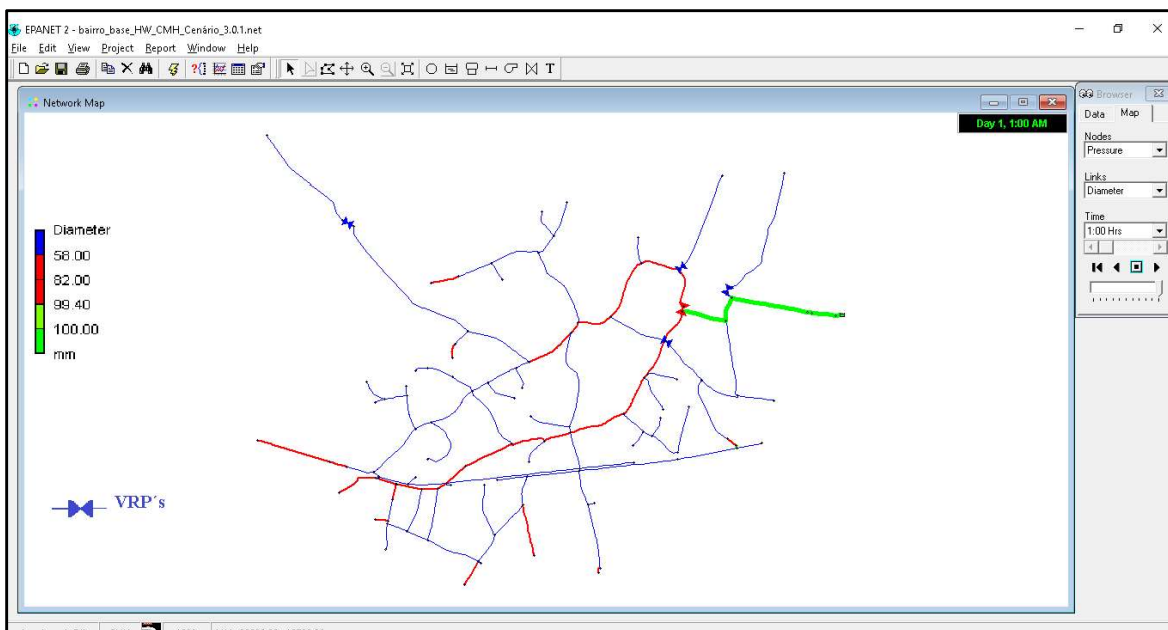 EPANET 2 - bairro_base_HW_CMH_Cenário_3.0.1.net
File Edit View Project Report Window Help
?{} T
Network Map
Day 1, 1:00 AM
Browser
Data Map
Nodes
Pressure
Links
Diameter
Time
1:00 Hrs
Diameter
58.00
82.00
99.40
100.00
mm
VRP´s